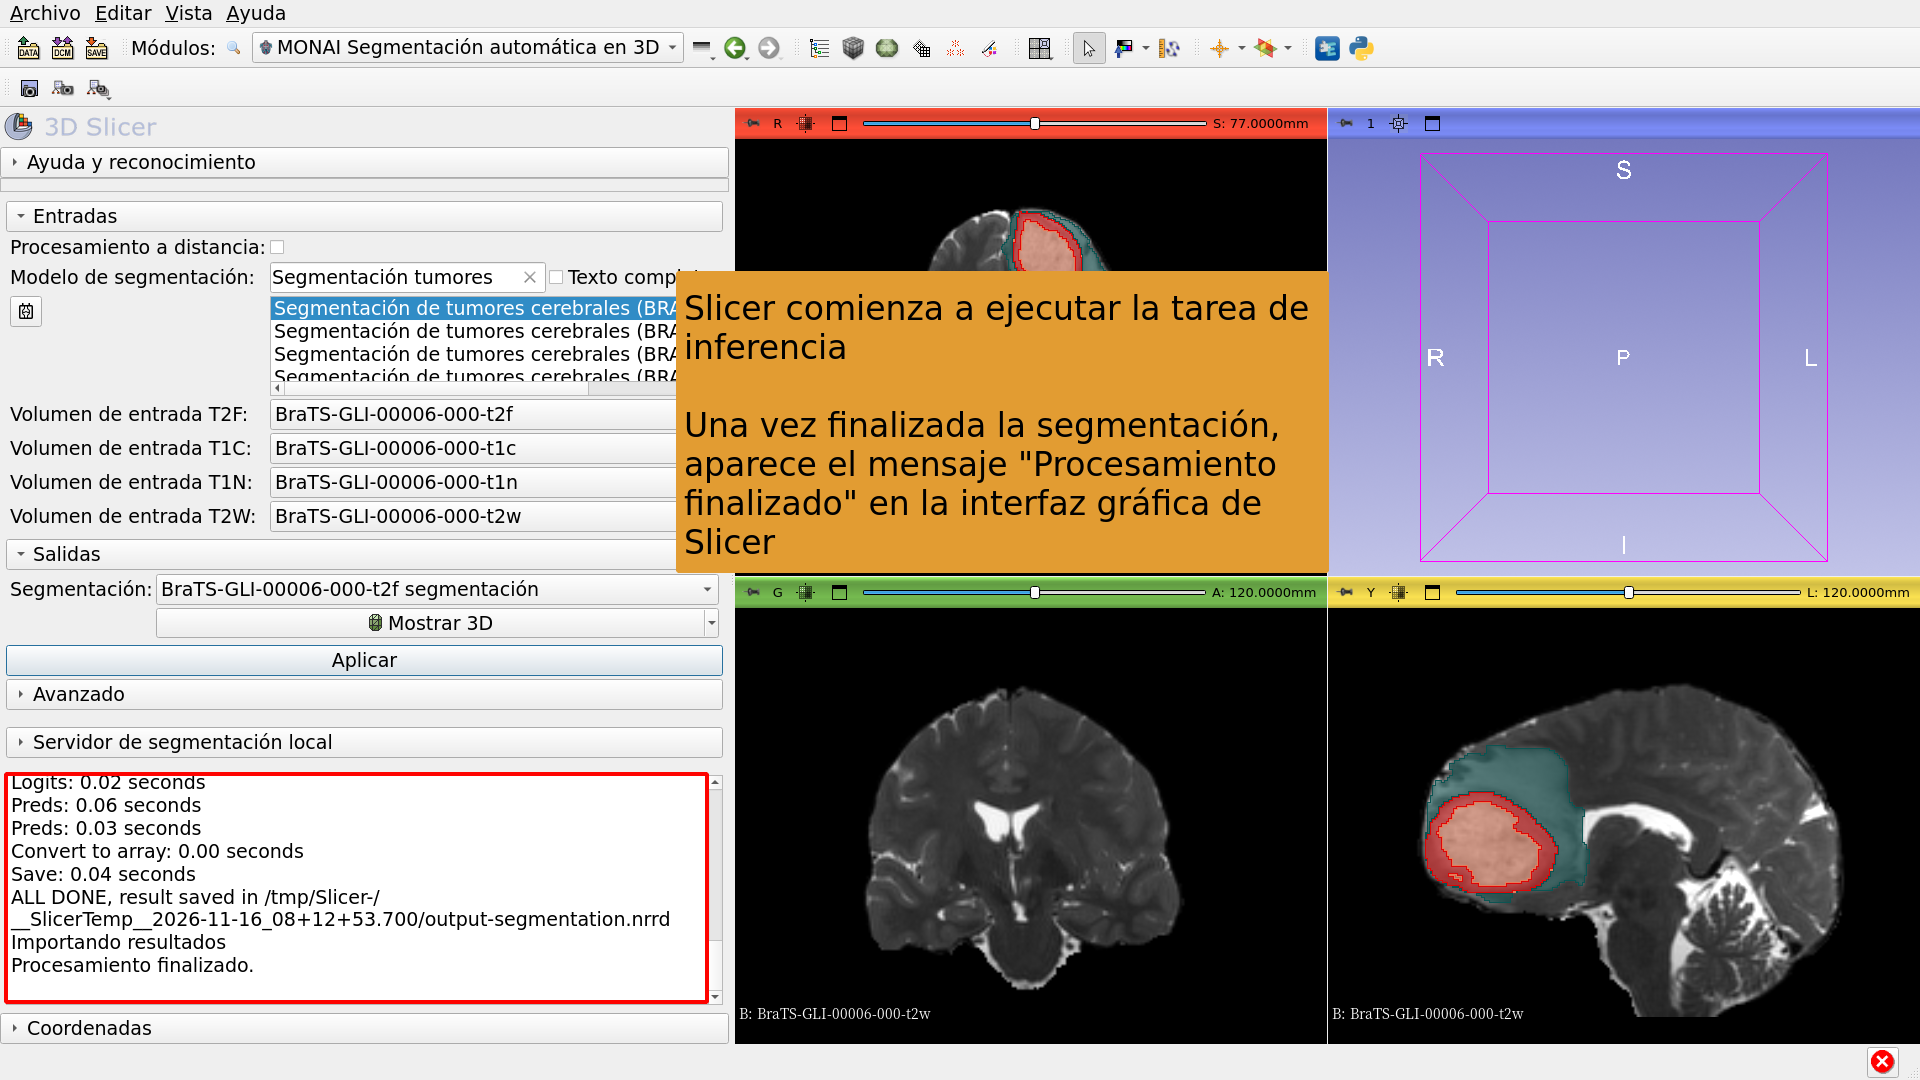 Archivo Editar Vista Ayuda
DATA DCM SAVE Módulos: MONAI Segmentación automática en 3D
3D Slicer
Ayuda y reconocimiento
Entradas
Procesamiento a distancia:
Modelo de segmentación: Segmentación tumores Texto comp
Segmentación de tumores cerebrales (BRA
Segmentación de tumores cerebrales (BRA
Segmentación de tumores cerebrales (BRA
Segmentación de tumores cerebrales (BRA
Volumen de entrada T2F: BraTS-GLI-00006-000-t2f
Volumen de entrada T1C: BraTS-GLI-00006-000-t1c
Volumen de entrada T1N: BraTS-GLI-00006-000-t1n
Volumen de entrada T2W: BraTS-GLI-00006-000-t2w
Salidas
Segmentación: BraTS-GLI-00006-000-t2f segmentación
Mostrar 3D
Aplicar
Avanzado
Servidor de segmentación local
Logits: 0.02 seconds
Preds: 0.06 seconds
Preds: 0.03 seconds
Convert to array: 0.00 seconds
Save: 0.04 seconds
ALL DONE, result saved in /tmp/Slicer-/
__SlicerTemp__2026-11-16_08+12+53.700/output-segmentation.nrrd
Importando resultados
Procesamiento finalizado.
Coordenadas
R S: 77.0000mm
1
S
R P L
I
Slicer comienza a ejecutar la tarea de
inferencia
Una vez finalizada la segmentación,
aparece el mensaje "Procesamiento
finalizado" en la interfaz gráfica de
Slicer
G A: 120.0000mm
B: BraTS-GLI-00006-000-t2w
Y L: 120.0000mm
B: BraTS-GLI-00006-000-t2w